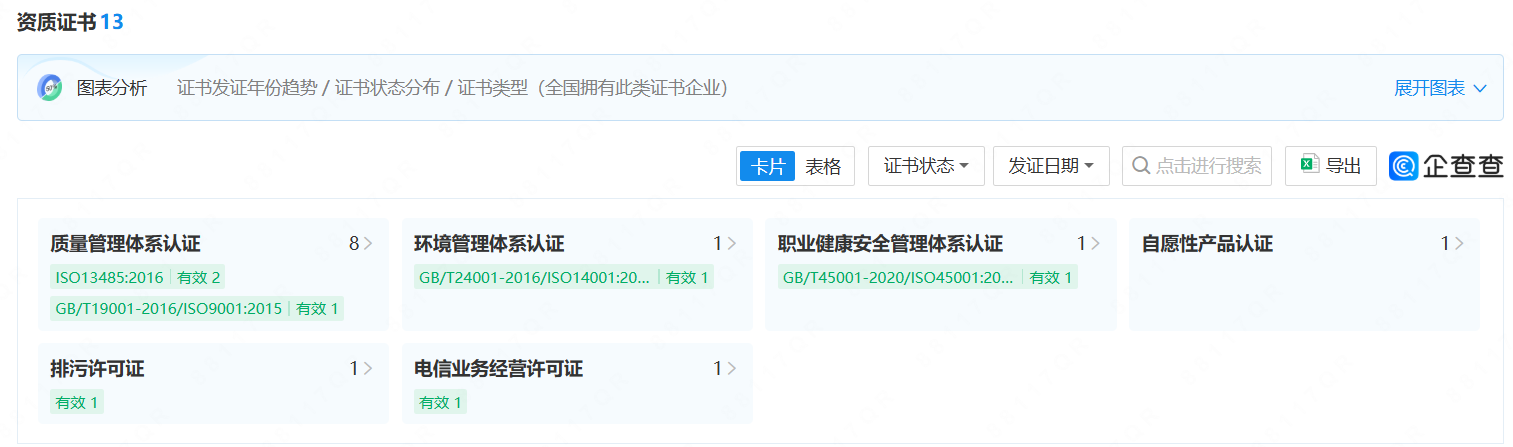 资质证书 13
图表分析 证书发证年份趋势 / 证书状态分布 / 证书类型（全国拥有此类证书企业） 展开图表
卡片 表格 证书状态 发证日期 点击进行搜索 导出 企查查
质量管理体系认证 8 环境管理体系认证 1 职业健康安全管理体系认证 1 自愿性产品认证 1
ISO13485:2016 有效 2 GB/T24001-2016/ISO14001:20... 有效 1 GB/T45001-2020/ISO45001:20... 有效 1
GB/T19001-2016/ISO9001:2015 有效 1
排污许可证 1 电信业务经营许可证 1
有效 1 有效 1